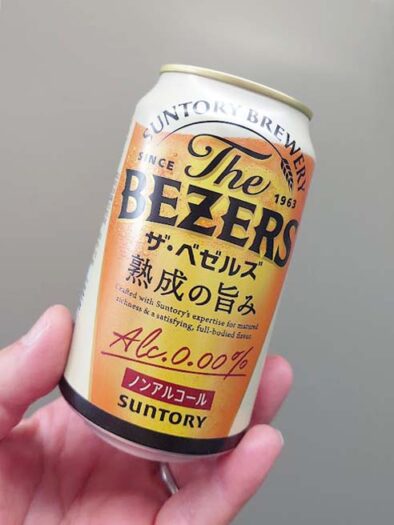 SUNTORY BREWERY
The
SINCE 1963
BEZERS
ザ・ベゼルズ
熟成の旨み
Crafted with Suntory's expertise for matured
richness & a satisfying, full-bodied flavor.
Alc.0.00%
ノンアルコール
SUNTORY